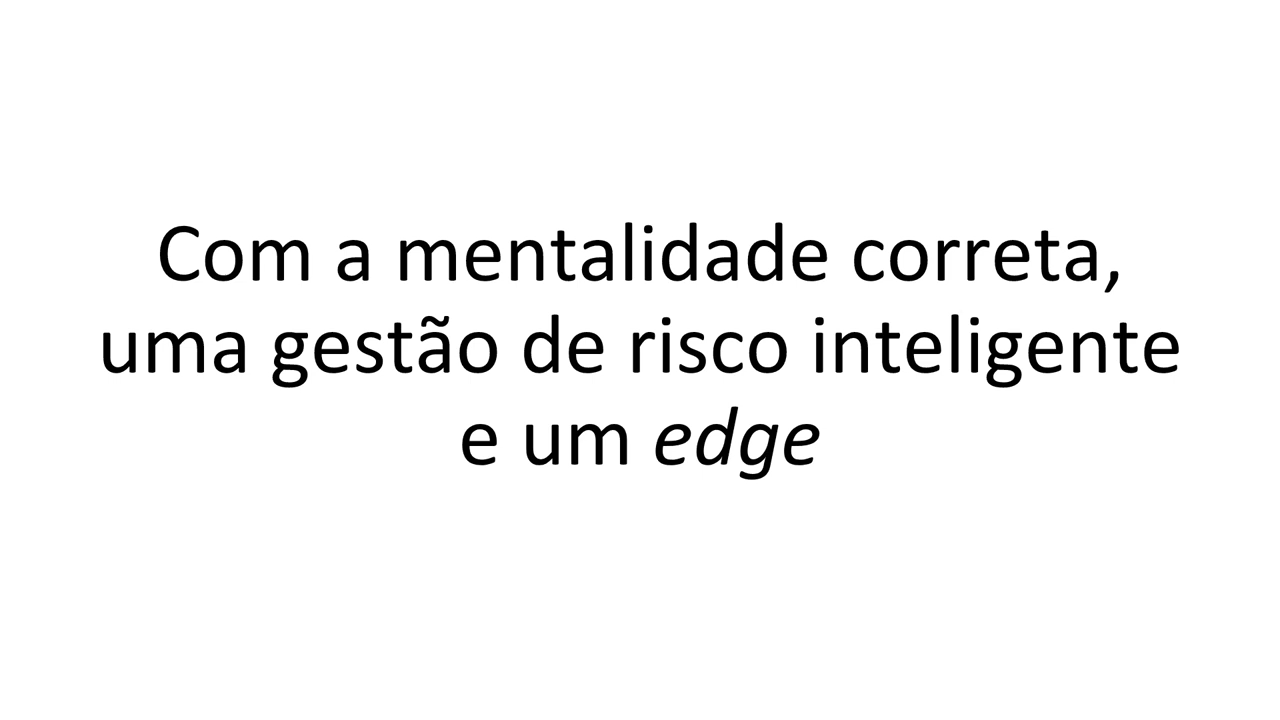 Com a mentalidade correta,
uma gestão de risco inteligente
e um edge